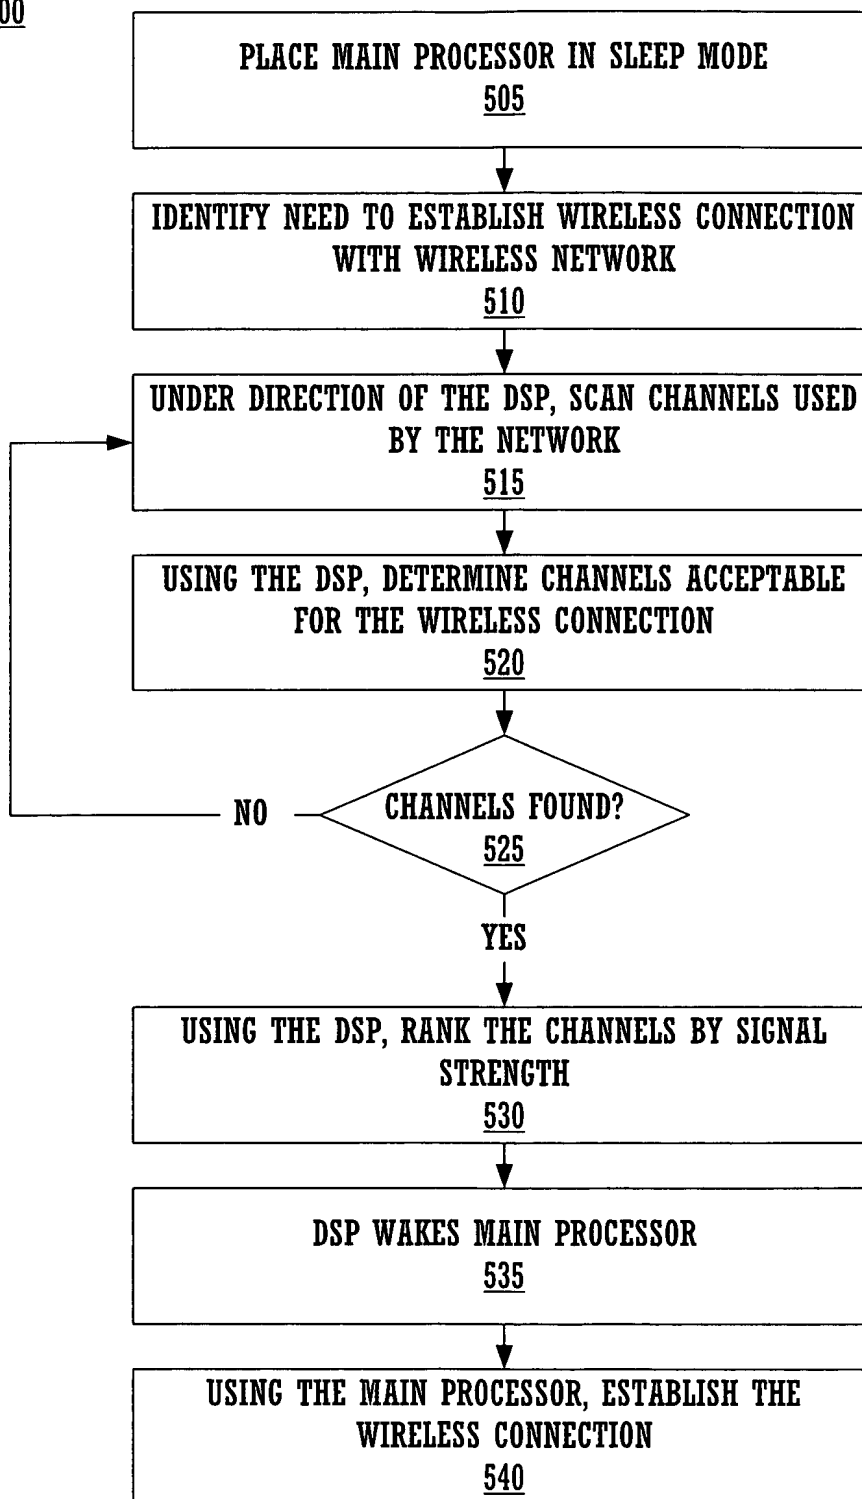 00
PLACE MAIN PROCESSOR IN SLEEP MODE
505
IDENTIFY NEED TO ESTABLISH WIRELESS CONNECTION
WITH WIRELESS NETWORK
510
UNDER DIRECTION OF THE DSP, SCAN CHANNELS USED
BY THE NETWORK
515
USING THE DSP, DETERMINE CHANNELS ACCEPTABLE
FOR THE WIRELESS CONNECTION
520
NO
CHANNELS FOUND?
525
YES
USING THE DSP, RANK THE CHANNELS BY SIGNAL
STRENGTH
530
DSP WAKES MAIN PROCESSOR
535
USING THE MAIN PROCESSOR, ESTABLISH THE
WIRELESS CONNECTION
540